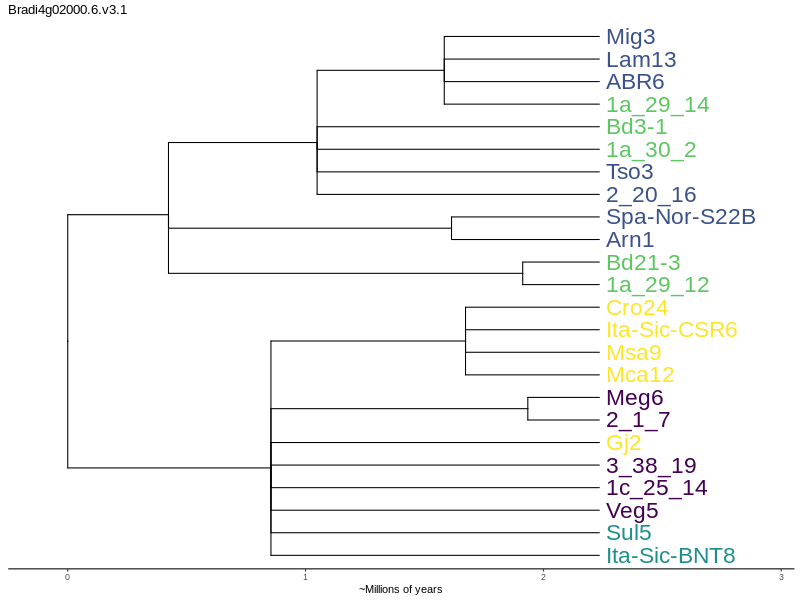 Bradi4g02000.6.v3.1
Mig3
Lam13
ABR6
1a_29_14
Bd3-1
1a_30_2
Tso3
2_20_16
Spa-Nor-S22B
Arn1
Bd21-3
1a_29_12
Cro24
Ita-Sic-CSR6
Msa9
Mca12
Meg6
2_1_7
Gj2
3_38_19
1c_25_14
Veg5
Sul5
Ita-Sic-BNT8
0 1 2 3
~Millions of years